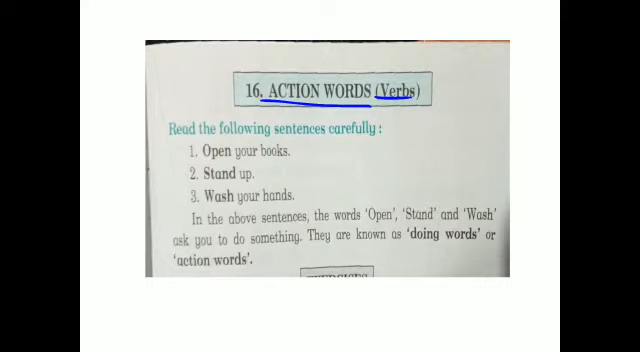 16. ACTION WORDS (Verbs)
Read the following sentences carefully :
1. Open your books.
2. Stand up.
3. Wash your hands.
In the above sentences, the words 'Open', 'Stand' and 'Wash'
ask you to do something. They are known as 'doing words' or
'action words'.